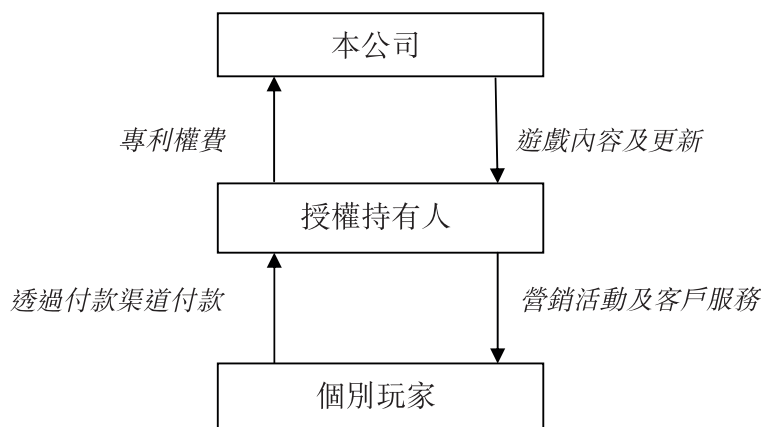 本公司
專利權費
遊戲內容及更新
授權持有人
透過付款渠道付款
營銷活動及客戶服務
個別玩家